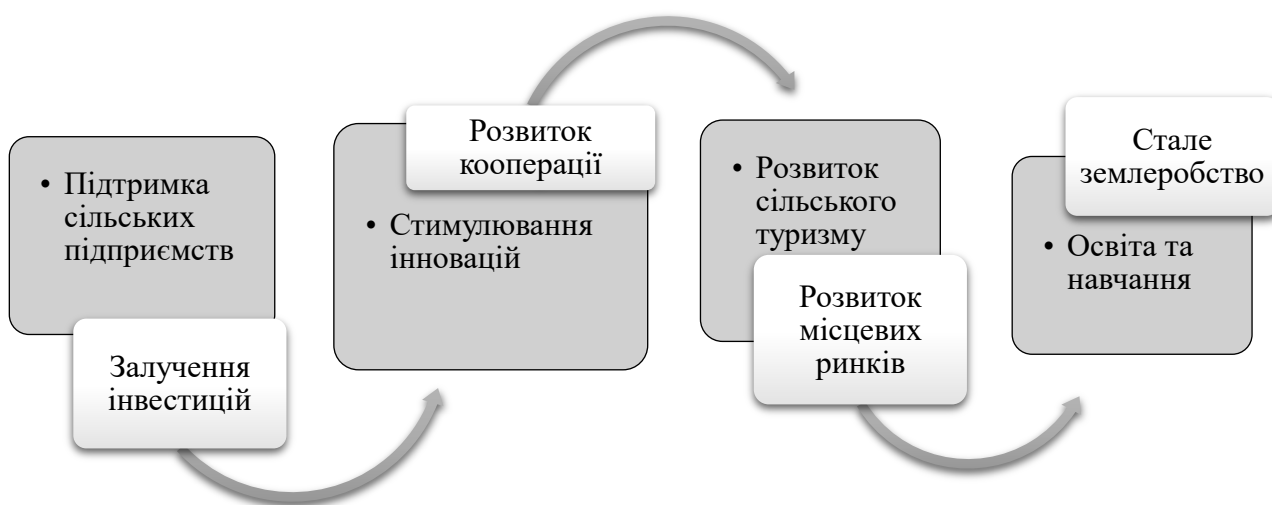 • Підтримка
сільських
підприємств
Залучення
інвестицій
Розвиток
кооперації
• Стимулювання
інновацій
• Розвиток
сільського
туризму
Розвиток
місцевих
ринків
Стале
землеробство
• Освіта та
навчання